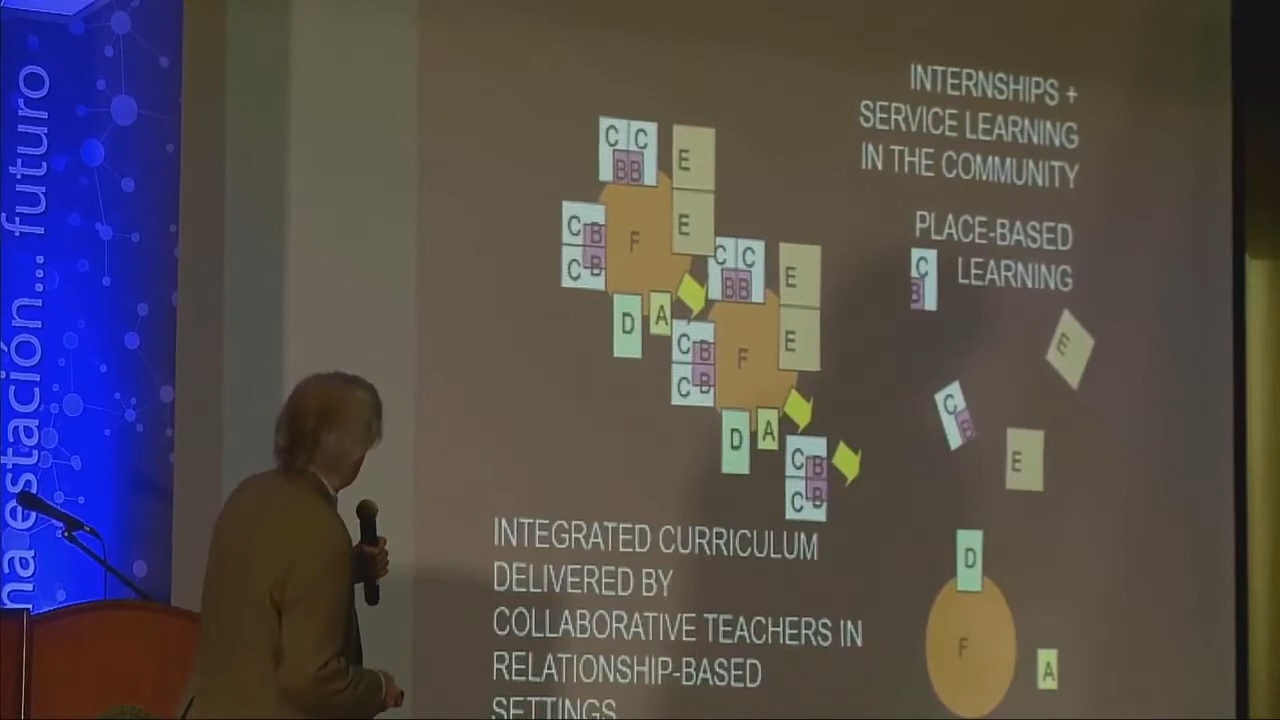 na estación... futuro
INTERNSHIPS +
SERVICE LEARNING
IN THE COMMUNITY
PLACE-BASED
LEARNING
C C
BB
E
E
C B
C B
F
D
A
C C
BB
E
E
C B
C B
F
D
A
C B
C B
C
B
E
C
B
E
D
F
A
INTEGRATED CURRICULUM
DELIVERED BY
COLLABORATIVE TEACHERS IN
RELATIONSHIP-BASED
SETTINGS